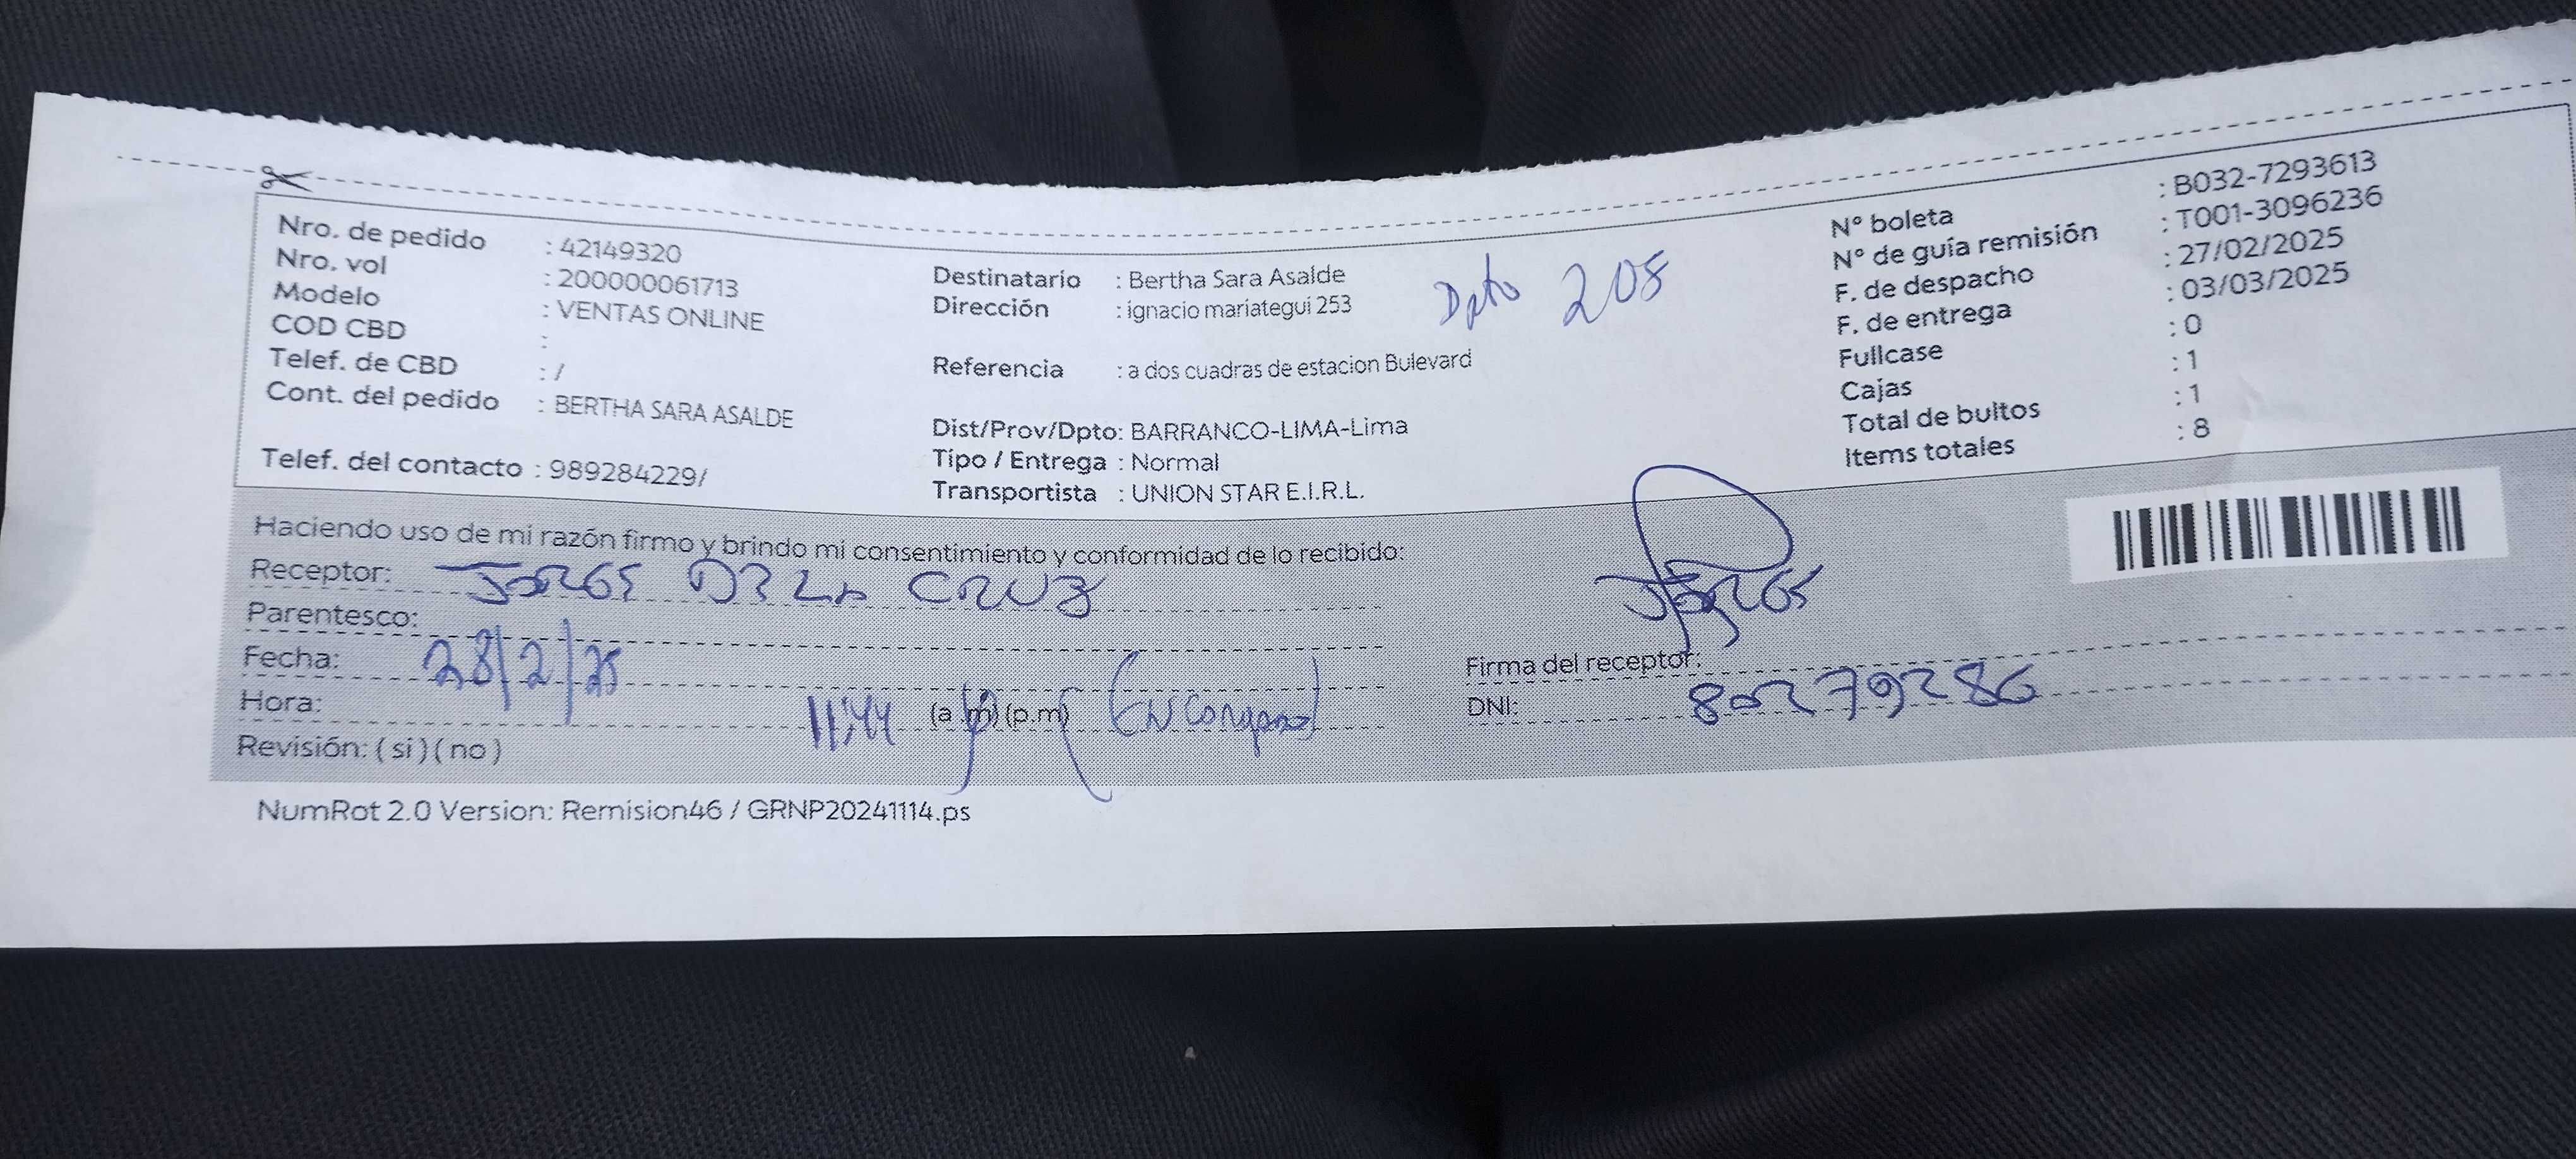 Nro. de pedido : 42149320
Nro. vol : 200000061713
Modelo : VENTAS ONLINE
COD CBD :
Telef. de CBD : /
Cont. del pedido : BERTHA SARA ASALDE
Telef. del contacto : 989284229/
Destinatario : Bertha Sara Asalde
Dirección : ignacio mariategui 253
Dpto 208
Referencia : a dos cuadras de estacion Bulevard
Dist/Prov/Dpto: BARRANCO-LIMA-Lima
Tipo / Entrega : Normal
Transportista : UNION STAR E.I.R.L.
N° boleta : B032-7293613
N° de guía remisión : T001-3096236
F. de despacho : 27/02/2025
F. de entrega : 03/03/2025
Fullcase : 0
Cajas : 1
Total de bultos : 1
Items totales : 8
Haciendo uso de mi razón firmo y brindo mi consentimiento y conformidad de lo recibido:
Receptor: JORGE DE LA CRUZ
Parentesco:
Fecha: 28/2/25
Hora: 11:44 (a.m) (p.m)
Revisión: ( si ) ( no )
Firma del receptor:
DNI: 80279286
NumRot 2.0 Version: Remision46 / GRNP20241114.ps